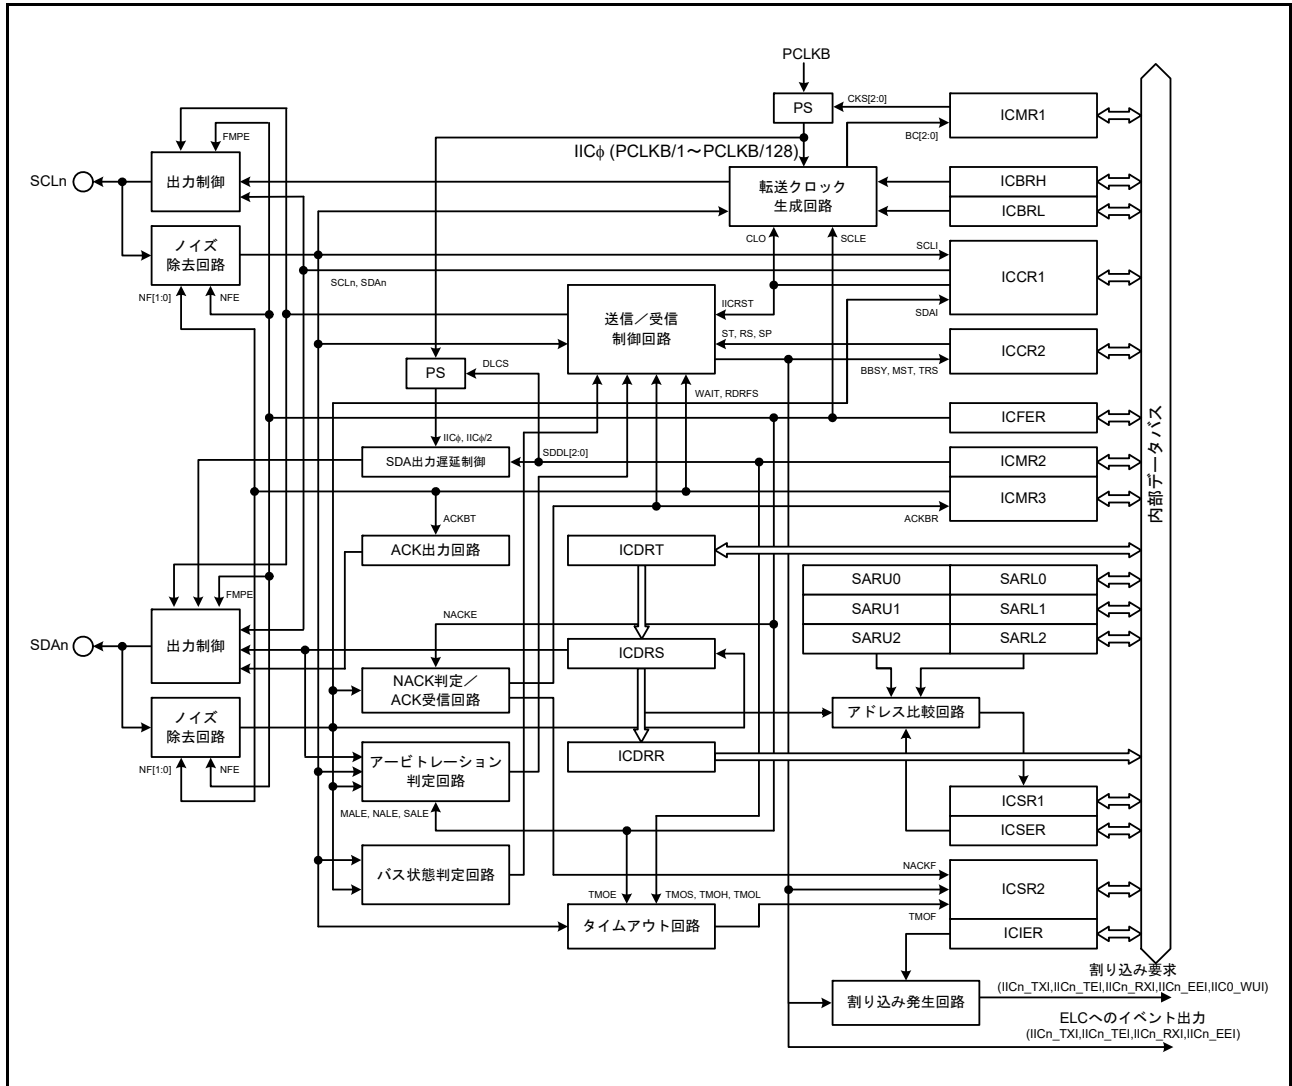 PCLKB
PS
CKS[2:0]
ICMR1
BC[2:0]
FMPE
IICφ (PCLKB/1～PCLKB/128)
SCLn
出力制御
転送クロック
生成回路
ICBRH
ICBRL
ノイズ
除去回路
CLO
SCLE
SCLI
ICCR1
SCLn, SDAn
NF[1:0]
NFE
IICRST
SDAI
送信／受信
制御回路
ST, RS, SP
ICCR2
BBSY, MST, TRS
PS
DLCS
WAIT, RDRFS
ICFER
内部データバス
IICφ, IICφ/2
SDA出力遅延制御
SDDL[2:0]
ICMR2
ICMR3
ACKBT
ACKBR
ACK出力回路
ICDRT
SARU0
SARL0
FMPE
SARU1
SARL1
NACKE
SDAn
出力制御
ICDRS
SARU2
SARL2
NACK判定／
ACK受信回路
アドレス比較回路
ノイズ
除去回路
アービトレーション
判定回路
ICDRR
NF[1:0]
NFE
MALE, NALE, SALE
ICSR1
ICSER
バス状態判定回路
NACKF
ICSR2
TMOE
TMOS, TMOH, TMOL
TMOF
タイムアウト回路
ICIER
割り込み要求
(IICn_TXI,IICn_TEI,IICn_RXI,IICn_EEI,IIC0_WUI)
割り込み発生回路
ELCへのイベント出力
(IICn_TXI,IICn_TEI,IICn_RXI,IICn_EEI)